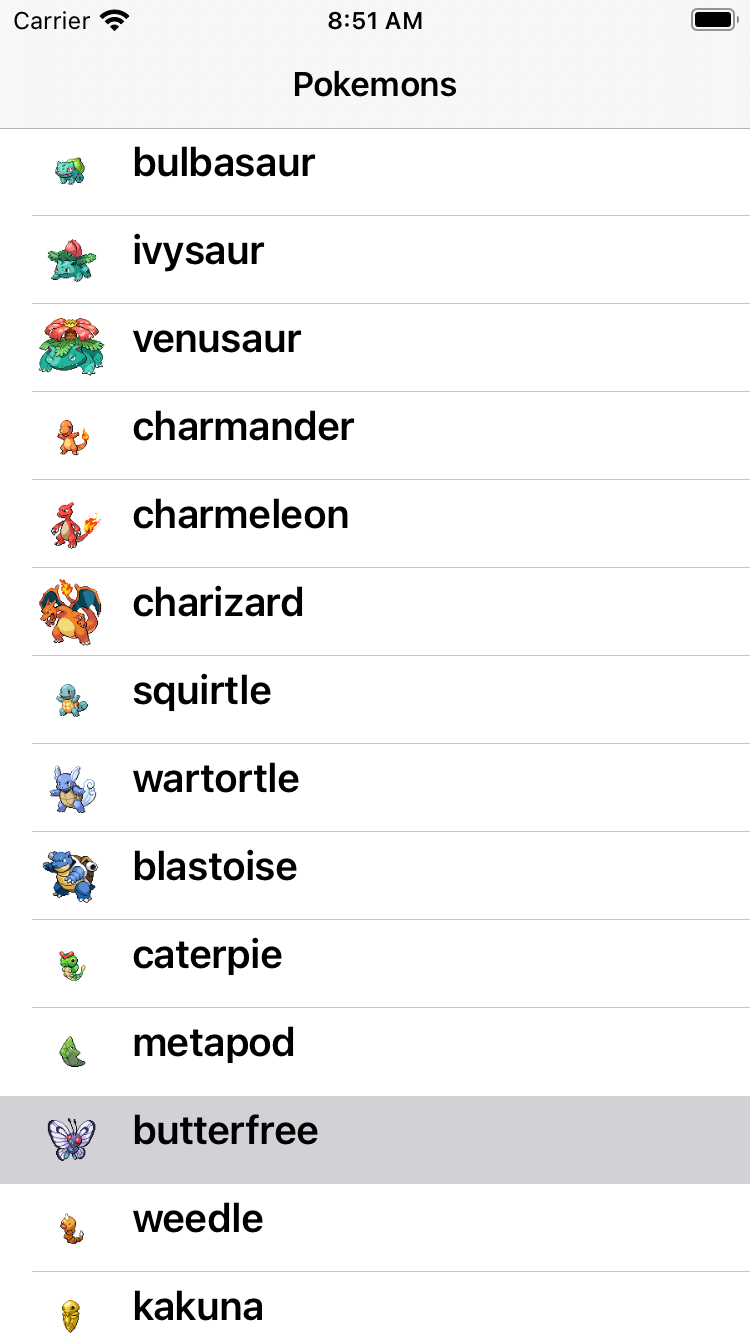 Carrier 8:51 AM
Pokemons
bulbasaur
ivysaur
venusaur
charmander
charmeleon
charizard
squirtle
wartortle
blastoise
caterpie
metapod
butterfree
weedle
kakuna